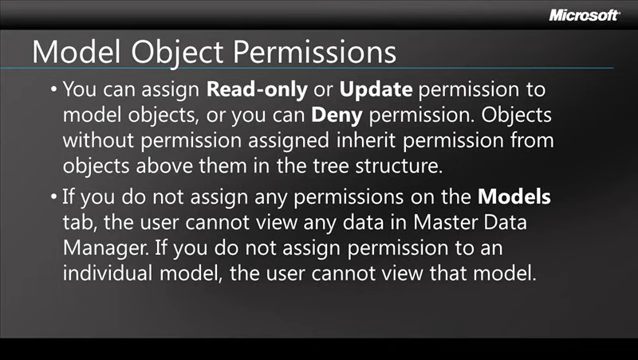 Microsoft
Model Object Permissions
• You can assign Read-only or Update permission to
model objects, or you can Deny permission. Objects
without permission assigned inherit permission from
objects above them in the tree structure.
• If you do not assign any permissions on the Models
tab, the user cannot view any data in Master Data
Manager. If you do not assign permission to an
individual model, the user cannot view that model.